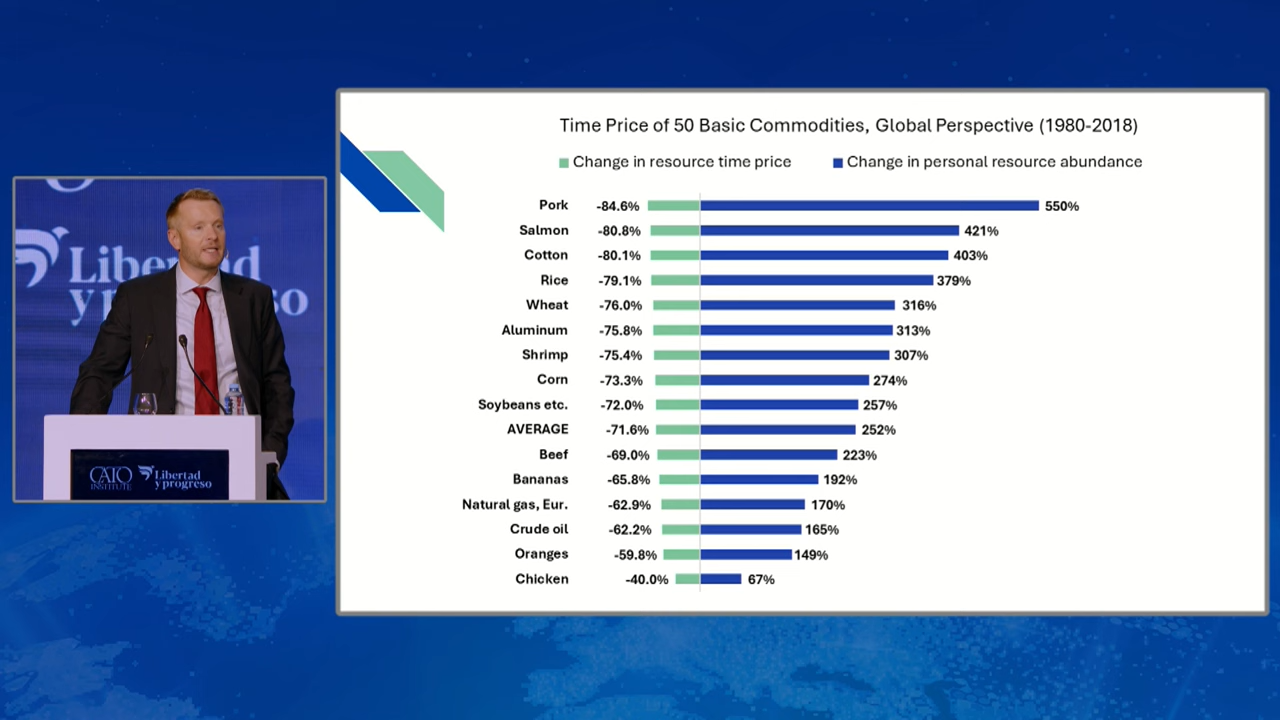 Libertad
y progreso
CATO
INSTITUTE
Libertad
y progreso
Time Price of 50 Basic Commodities, Global Perspective (1980-2018)
Change in resource time price
Change in personal resource abundance
Pork -84.6% 550%
Salmon -80.8% 421%
Cotton -80.1% 403%
Rice -79.1% 379%
Wheat -76.0% 316%
Aluminum -75.8% 313%
Shrimp -75.4% 307%
Corn -73.3% 274%
Soybeans etc. -72.0% 257%
AVERAGE -71.6% 252%
Beef -69.0% 223%
Bananas -65.8% 192%
Natural gas, Eur. -62.9% 170%
Crude oil -62.2% 165%
Oranges -59.8% 149%
Chicken -40.0% 67%